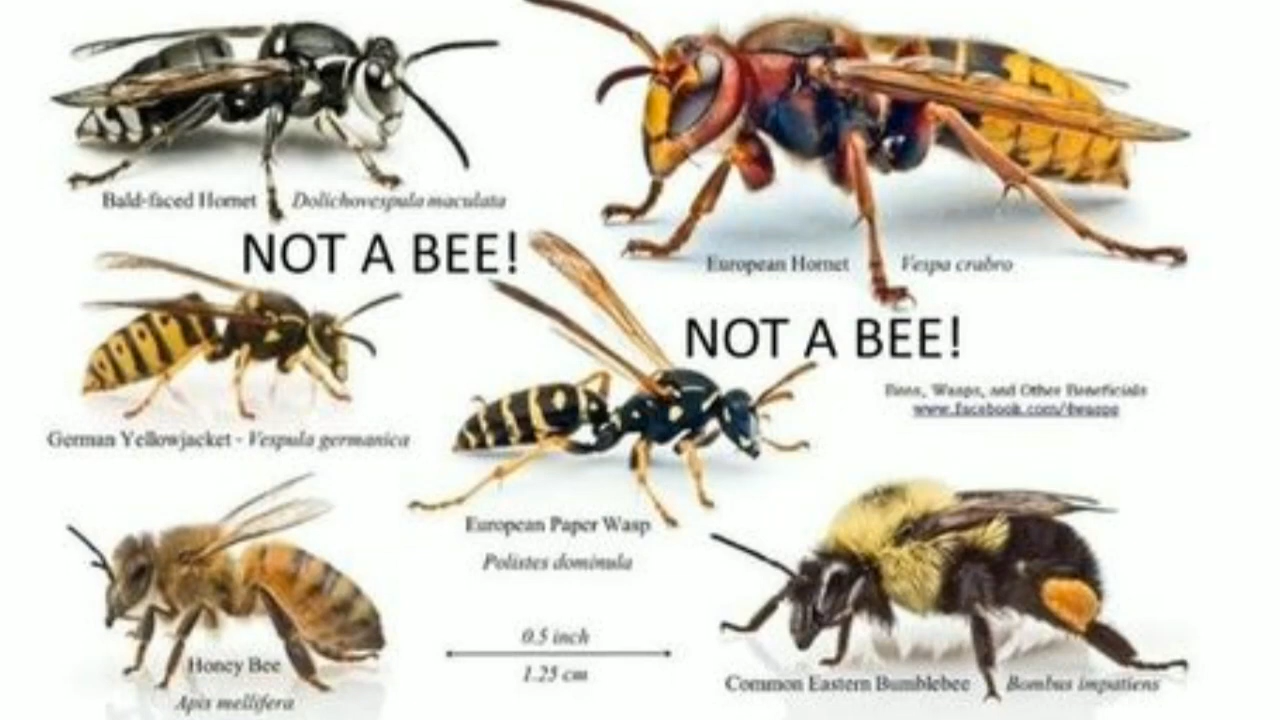 Bald-faced Hornet Dolichovespula maculata
NOT A BEE!
European Hornet Vespa crabro
NOT A BEE!
Bees, Wasps, and Other Beneficials
www.facebook.com/4wasps
German Yellowjacket - Vespula germanica
European Paper Wasp
Polistes dominula
0.5 inch
1.25 cm
Honey Bee
Apis mellifera
Common Eastern Bumblebee Bombus impatiens